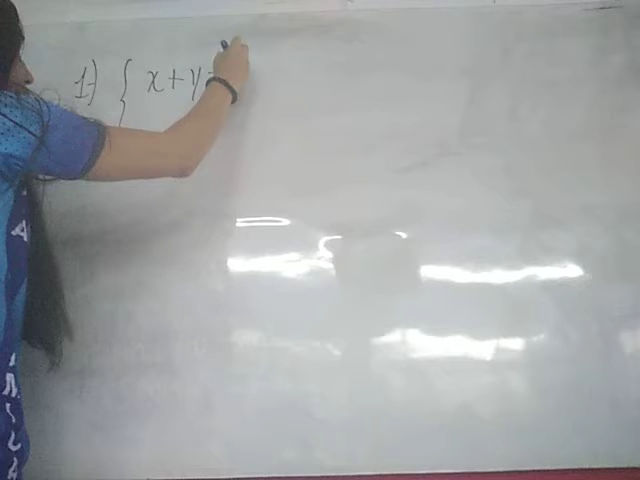 1) { x + y =